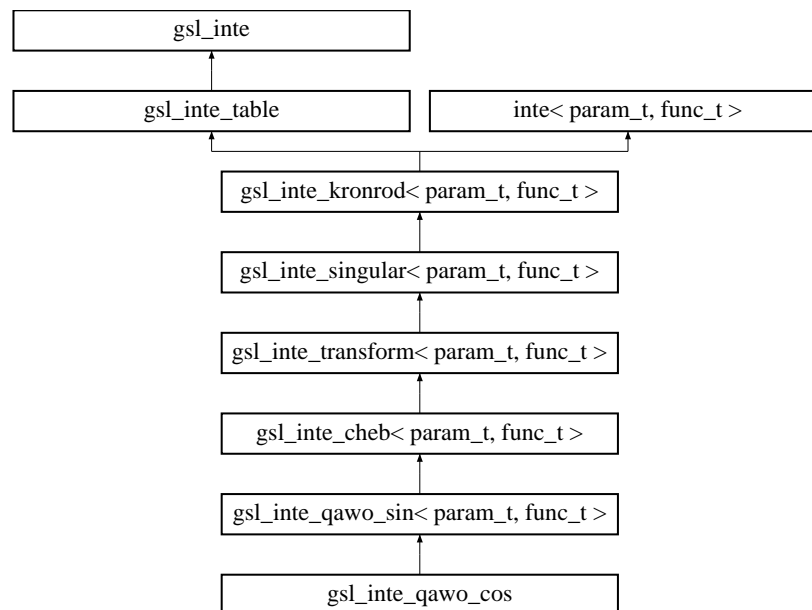 gsl_inte
gsl_inte_table
inte< param_t, func_t >
gsl_inte_kronrod< param_t, func_t >
gsl_inte_singular< param_t, func_t >
gsl_inte_transform< param_t, func_t >
gsl_inte_cheb< param_t, func_t >
gsl_inte_qawo_sin< param_t, func_t >
gsl_inte_qawo_cos